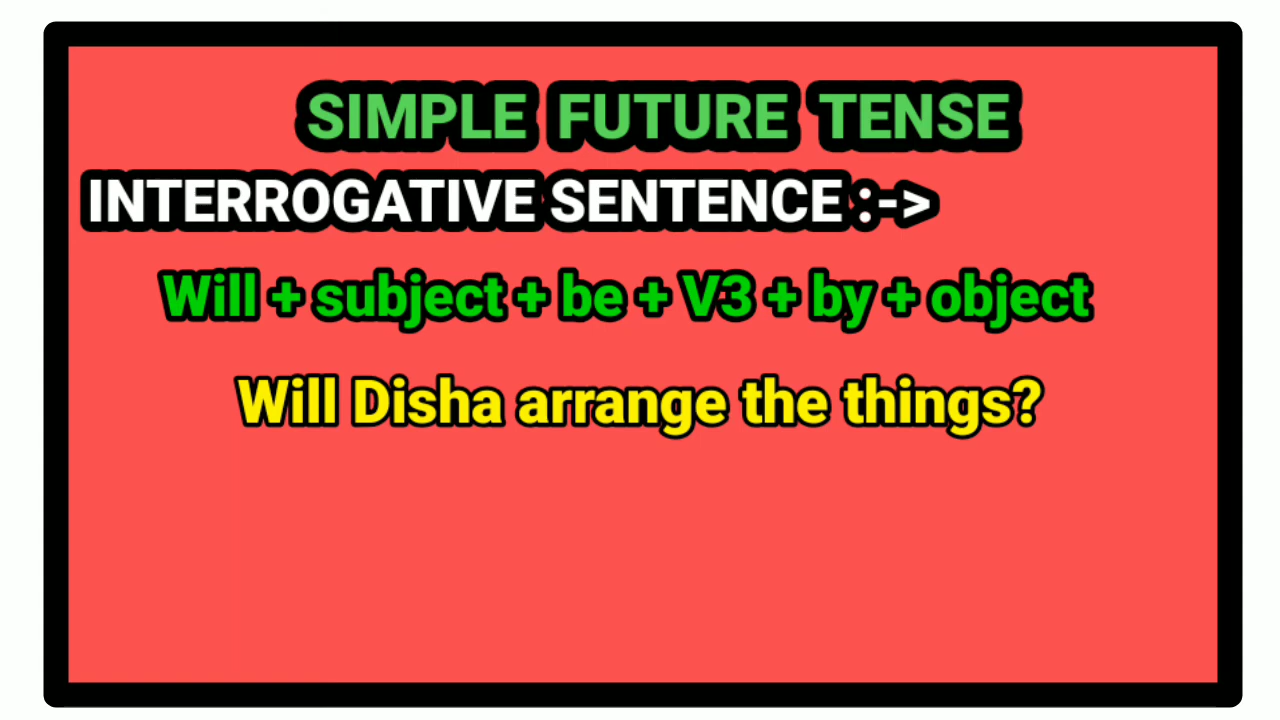 SIMPLE FUTURE TENSE
INTERROGATIVE SENTENCE :->
Will + subject + be + V3 + by + object
Will Disha arrange the things?